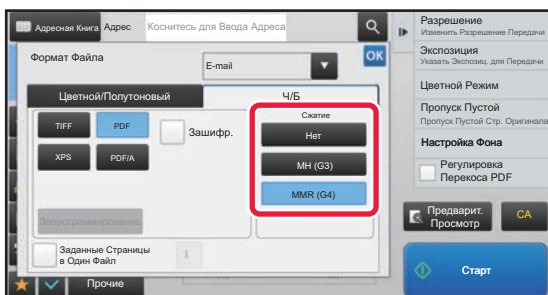 Адресная Книга Адрес Коснитесь для Ввода Адреса
Формат Файла
E-mail
OK
Цветной/Полутоновый
Ч/Б
TIFF
PDF
Зашифр.
XPS
PDF/A
Сжатие
Нет
MH (G3)
MMR (G4)
Запрограммированно
Заданные Страницы
в Один Файл
1
Прочие
Разрешение
Изменить Разрешение Передачи
Экспозиция
Указать Экспозиц. для Передачи
Цветной Режим
Пропуск Пустой
Пропуск Пустой Стр. Оригинала
Настройка Фона
Регулировка
Перекоса PDF
Предварит.
Просмотр
CA
Старт